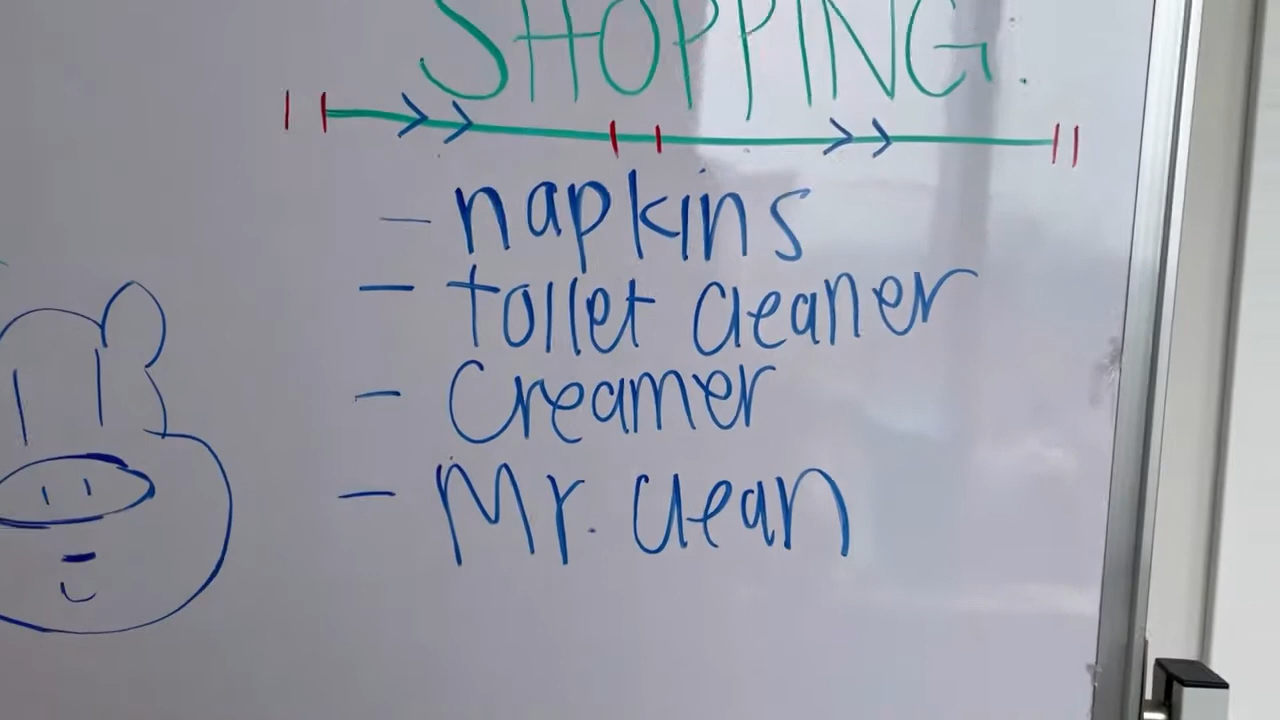 SHOPPING.
- napkins
- toilet cleaner
- Creamer
- Mr. clean